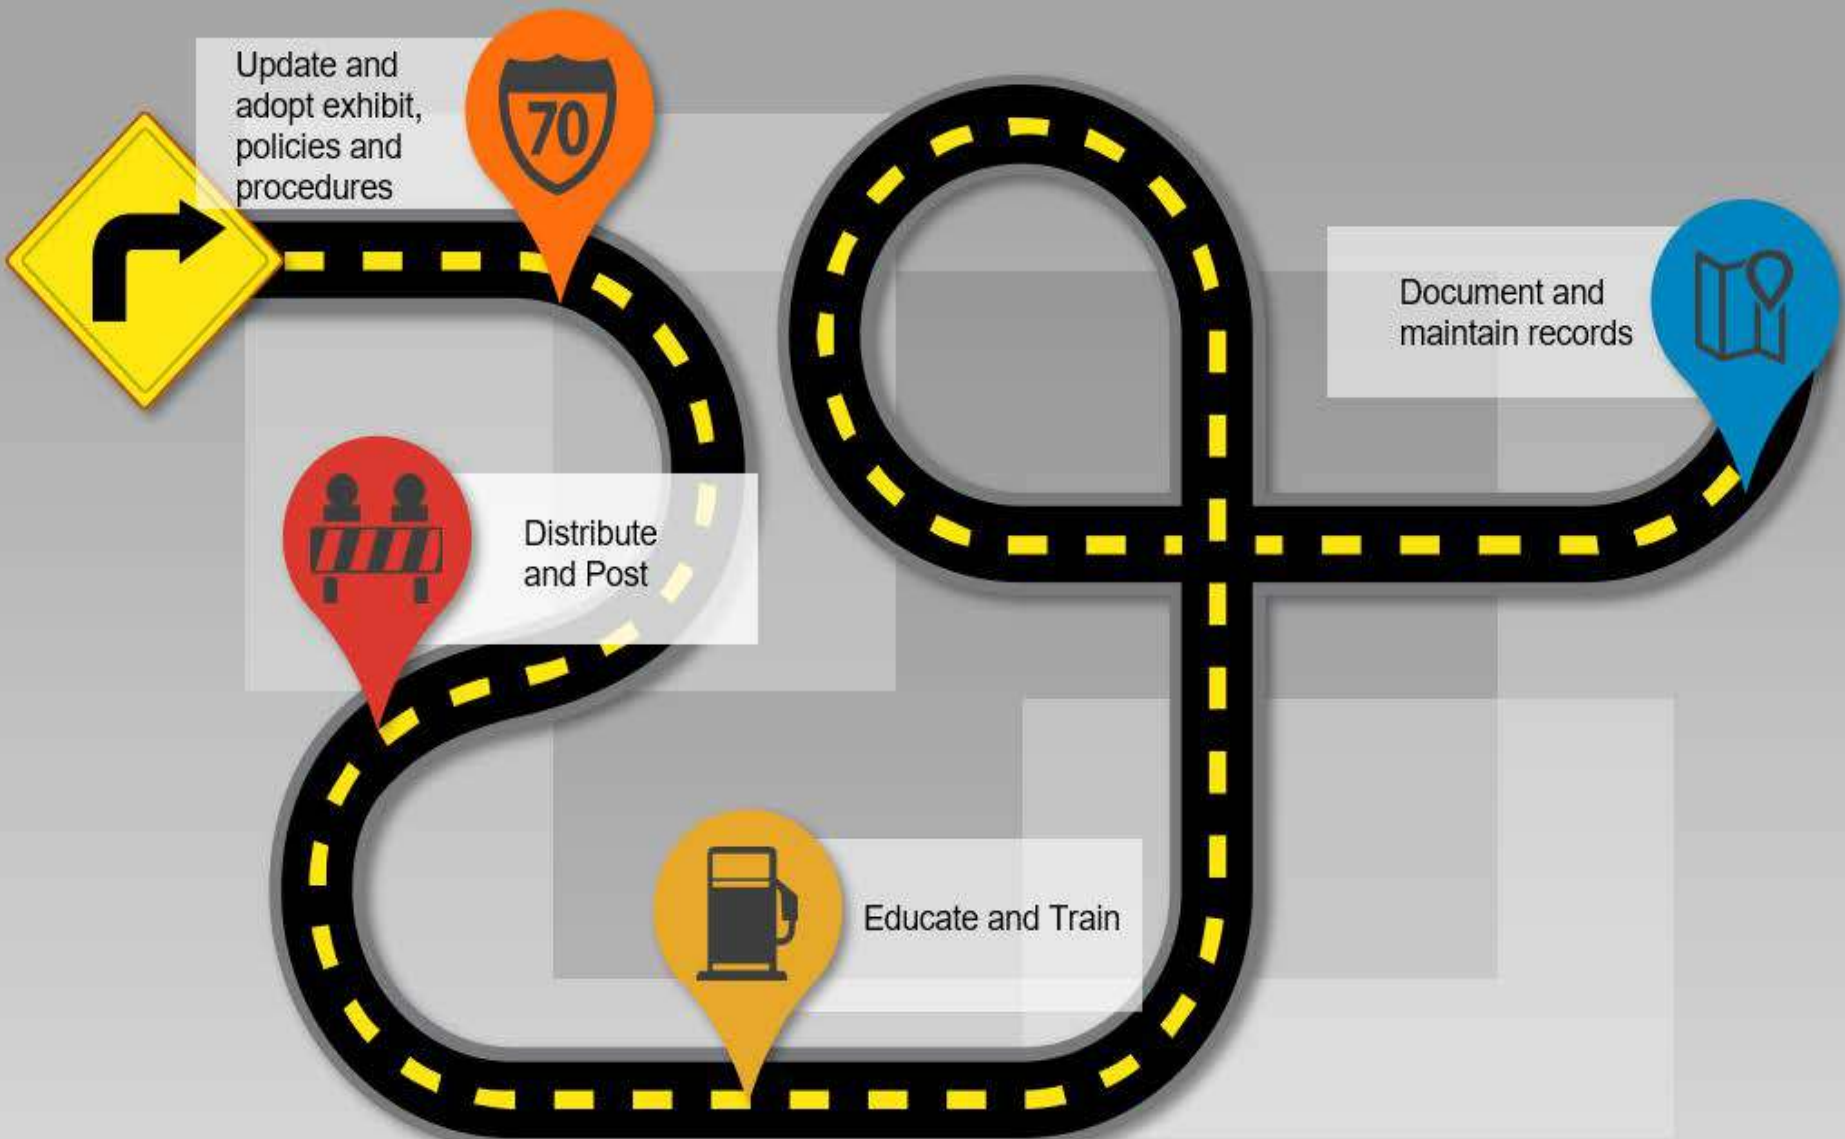 Update and
adopt exhibit,
policies and
procedures
70
Distribute
and Post
Educate and Train
Document and
maintain records